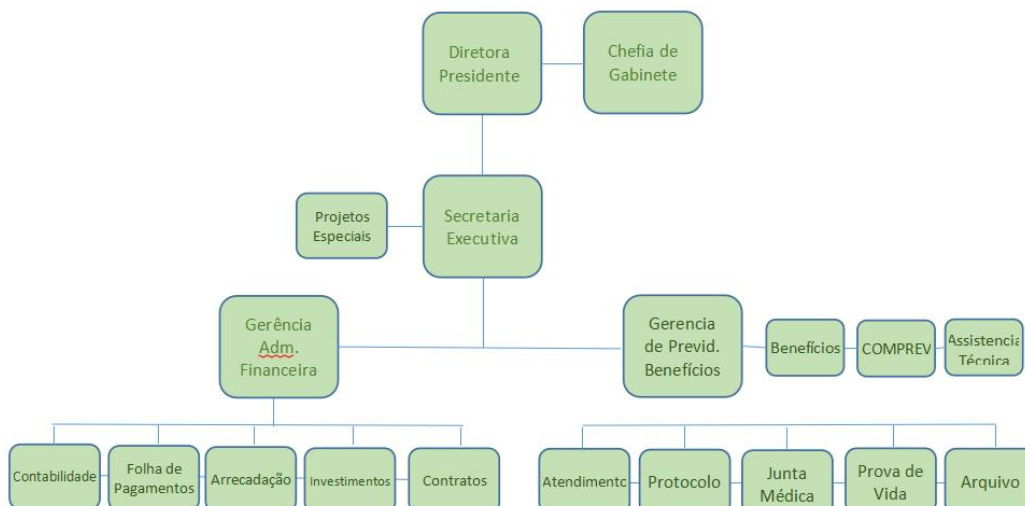 Diretora
Presidente
Chefia de
Gabinete
Projetos
Especiais
Secretaria
Executiva
Gerência
Adm.
Financeira
Gerencia
de Previd.
Benefícios
Benefícios
COMPREV
Assistencia
Técnica
Contabilidade
Folha de
Pagamentos
Arrecadação
Investimentos
Contratos
Atendimento
Protocolo
Junta
Médica
Prova de
Vida
Arquivo